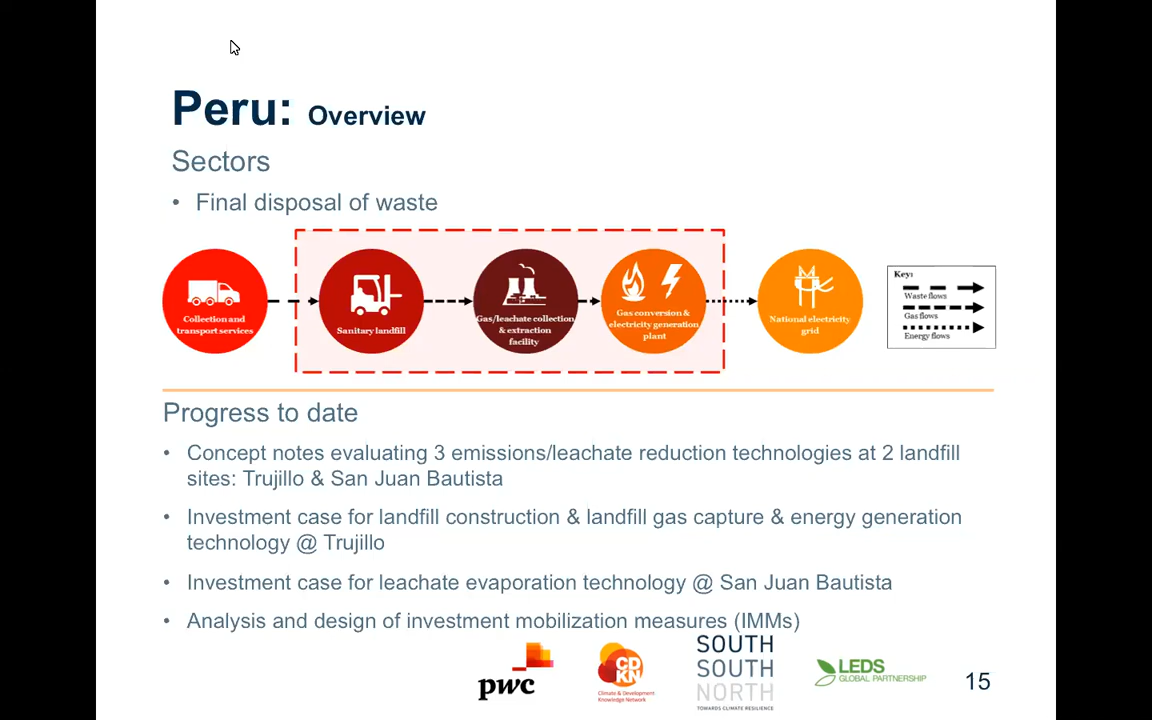 Peru: Overview
Sectors
• Final disposal of waste
Collection and
transport services
Sanitary landfill
Gas/leachate collection
& extraction
facility
Gas conversion &
electricity generation
plant
National electricity
grid
Key:
Waste flows
Gas flows
Energy flows
Progress to date
• Concept notes evaluating 3 emissions/leachate reduction technologies at 2 landfill
sites: Trujillo & San Juan Bautista
• Investment case for landfill construction & landfill gas capture & energy generation
technology @ Trujillo
• Investment case for leachate evaporation technology @ San Juan Bautista
• Analysis and design of investment mobilization measures (IMMs)
pwc
CD
KN
Climate & Development
Knowledge Network
SOUTH
SOUTH
NORTH
TOWARDS CLIMATE RESILIENCE
LEDS
GLOBAL PARTNERSHIP
15